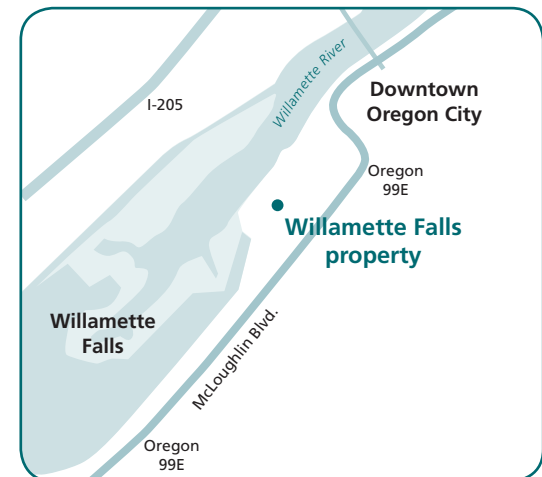 Willamette River
I-205
Downtown
Oregon City
Oregon
99E
Willamette Falls
property
Willamette
Falls
McLoughlin Blvd.
Oregon
99E